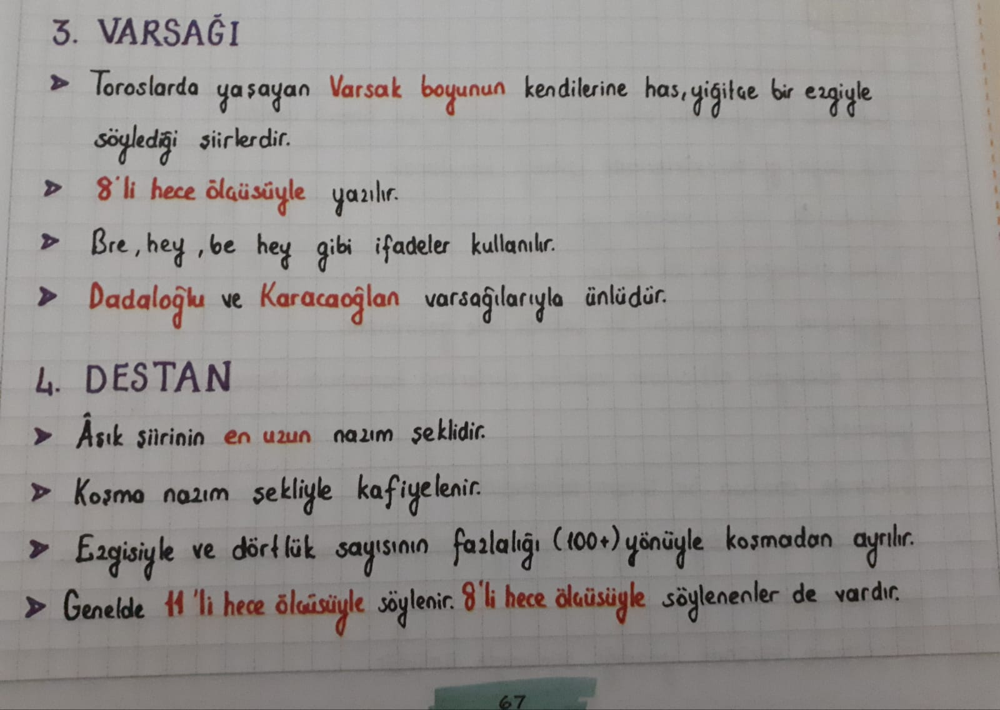 3. VARSAĞI
➤ Toroslarda yaşayan Varsak boyunun kendilerine has, yiğitçe bir ezgiyle
söylediği şiirlerdir.
➤ 8'li hece ölçüsüyle yazılır.
➤ Bre, hey, be hey gibi ifadeler kullanılır.
➤ Dadaloğlu ve Karacaoğlan varsağılarıyla ünlüdür.
4. DESTAN
➤ Âşık şiirinin en uzun nazım şeklidir.
➤ Koşma nazım şekliyle kafiyelenir.
➤ Ezgisiyle ve dörtlük sayısının fazlalığı (100+) yönüyle koşmadan ayrılır.
➤ Genelde 11'li hece ölçüsüyle söylenir. 8'li hece ölçüsüyle söylenenler de vardır.
67